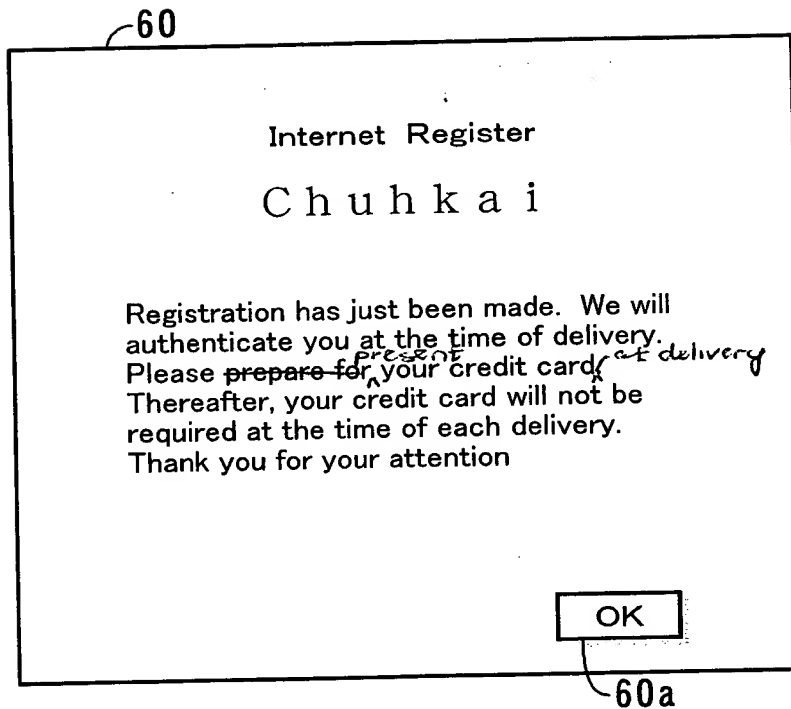 60
Internet Register
Chuhkai
Registration has just been made. We will
authenticate you at the time of delivery.
Please prepare for present your credit card at delivery
Thereafter, your credit card will not be
required at the time of each delivery.
Thank you for your attention
OK
60a